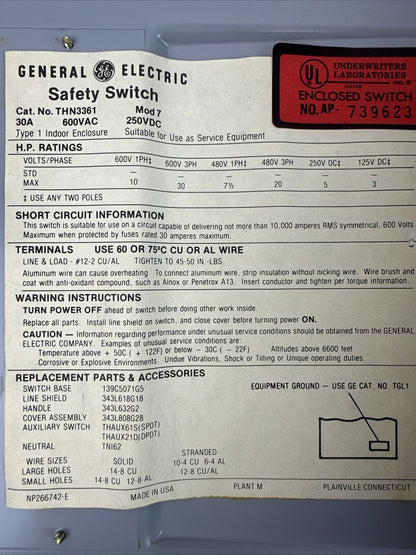 GENERAL GE ELECTRIC
Safety Switch
Cat. No. THN3361 Mod 7
30A 600VAC 250VDC
Type 1 Indoor Enclosure Suitable for Use as Service Equipment
UL
UNDERWRITERS
LABORATORIES
INC.®
LISTED
ENCLOSED SWITCH
NO. AP- 739623
H.P. RATINGS
VOLTS/PHASE 600V 1PH‡ 600V 3PH 480V 1PH‡ 480V 3PH 250V DC‡ 125V DC‡
STD — — — — — —
MAX 10 30 7½ 20 5 3
‡ USE ANY TWO POLES
SHORT CIRCUIT INFORMATION
This switch is suitable for use on a circuit capable of delivering not more than 10,000 amperes RMS symmetrical, 600 Volts
Maximum when protected by fuses rated 30 amperes maximum.
TERMINALS USE 60 OR 75°C CU OR AL WIRE
LINE & LOAD - #12-2 CU/AL TIGHTEN TO 45-50 IN.-LBS.
Aluminum wire can cause overheating. To connect aluminum wire, strip insulation without nicking wire. Wire brush and
coat with anti-oxidant compound, such as Alnox or Penetrox A13. Insert conductor and tighten per torque information.
WARNING INSTRUCTIONS
TURN POWER OFF ahead of switch before doing other work inside.
Replace all parts. Install line shield on switch, and close cover before turning power ON.
CAUTION — Information regarding performance under unusual service conditions should be obtained from the GENERAL
ELECTRIC COMPANY. Examples of unusual service conditions are:
Temperature above + 50C ( + 122F) or below - 30C ( - 22F) Altitudes above 6600 feet
Corrosive or Explosive Environments. Undue Vibrations, Shock or Tilting or Unique operating duties
REPLACEMENT PARTS & ACCESSORIES
SWITCH BASE 139C5071G5
LINE SHIELD 343L618G18
HANDLE 343L632G2
COVER ASSEMBLY 343L808G28
AUXILIARY SWITCH THAUX61S(SPDT)
THAUX21D(DPDT)
NEUTRAL TNI62
EQUIPMENT GROUND — USE GE CAT. NO. TGL1
STRANDED
WIRE SIZES SOLID 10-4 CU 6-4 AL
LARGE HOLES 14-8 CU 12-8 CU/AL
SMALL HOLES 14-8 CU 12-8 AL
NP266742-E MADE IN USA PLANT M PLAINVILLE CONNECTICUT